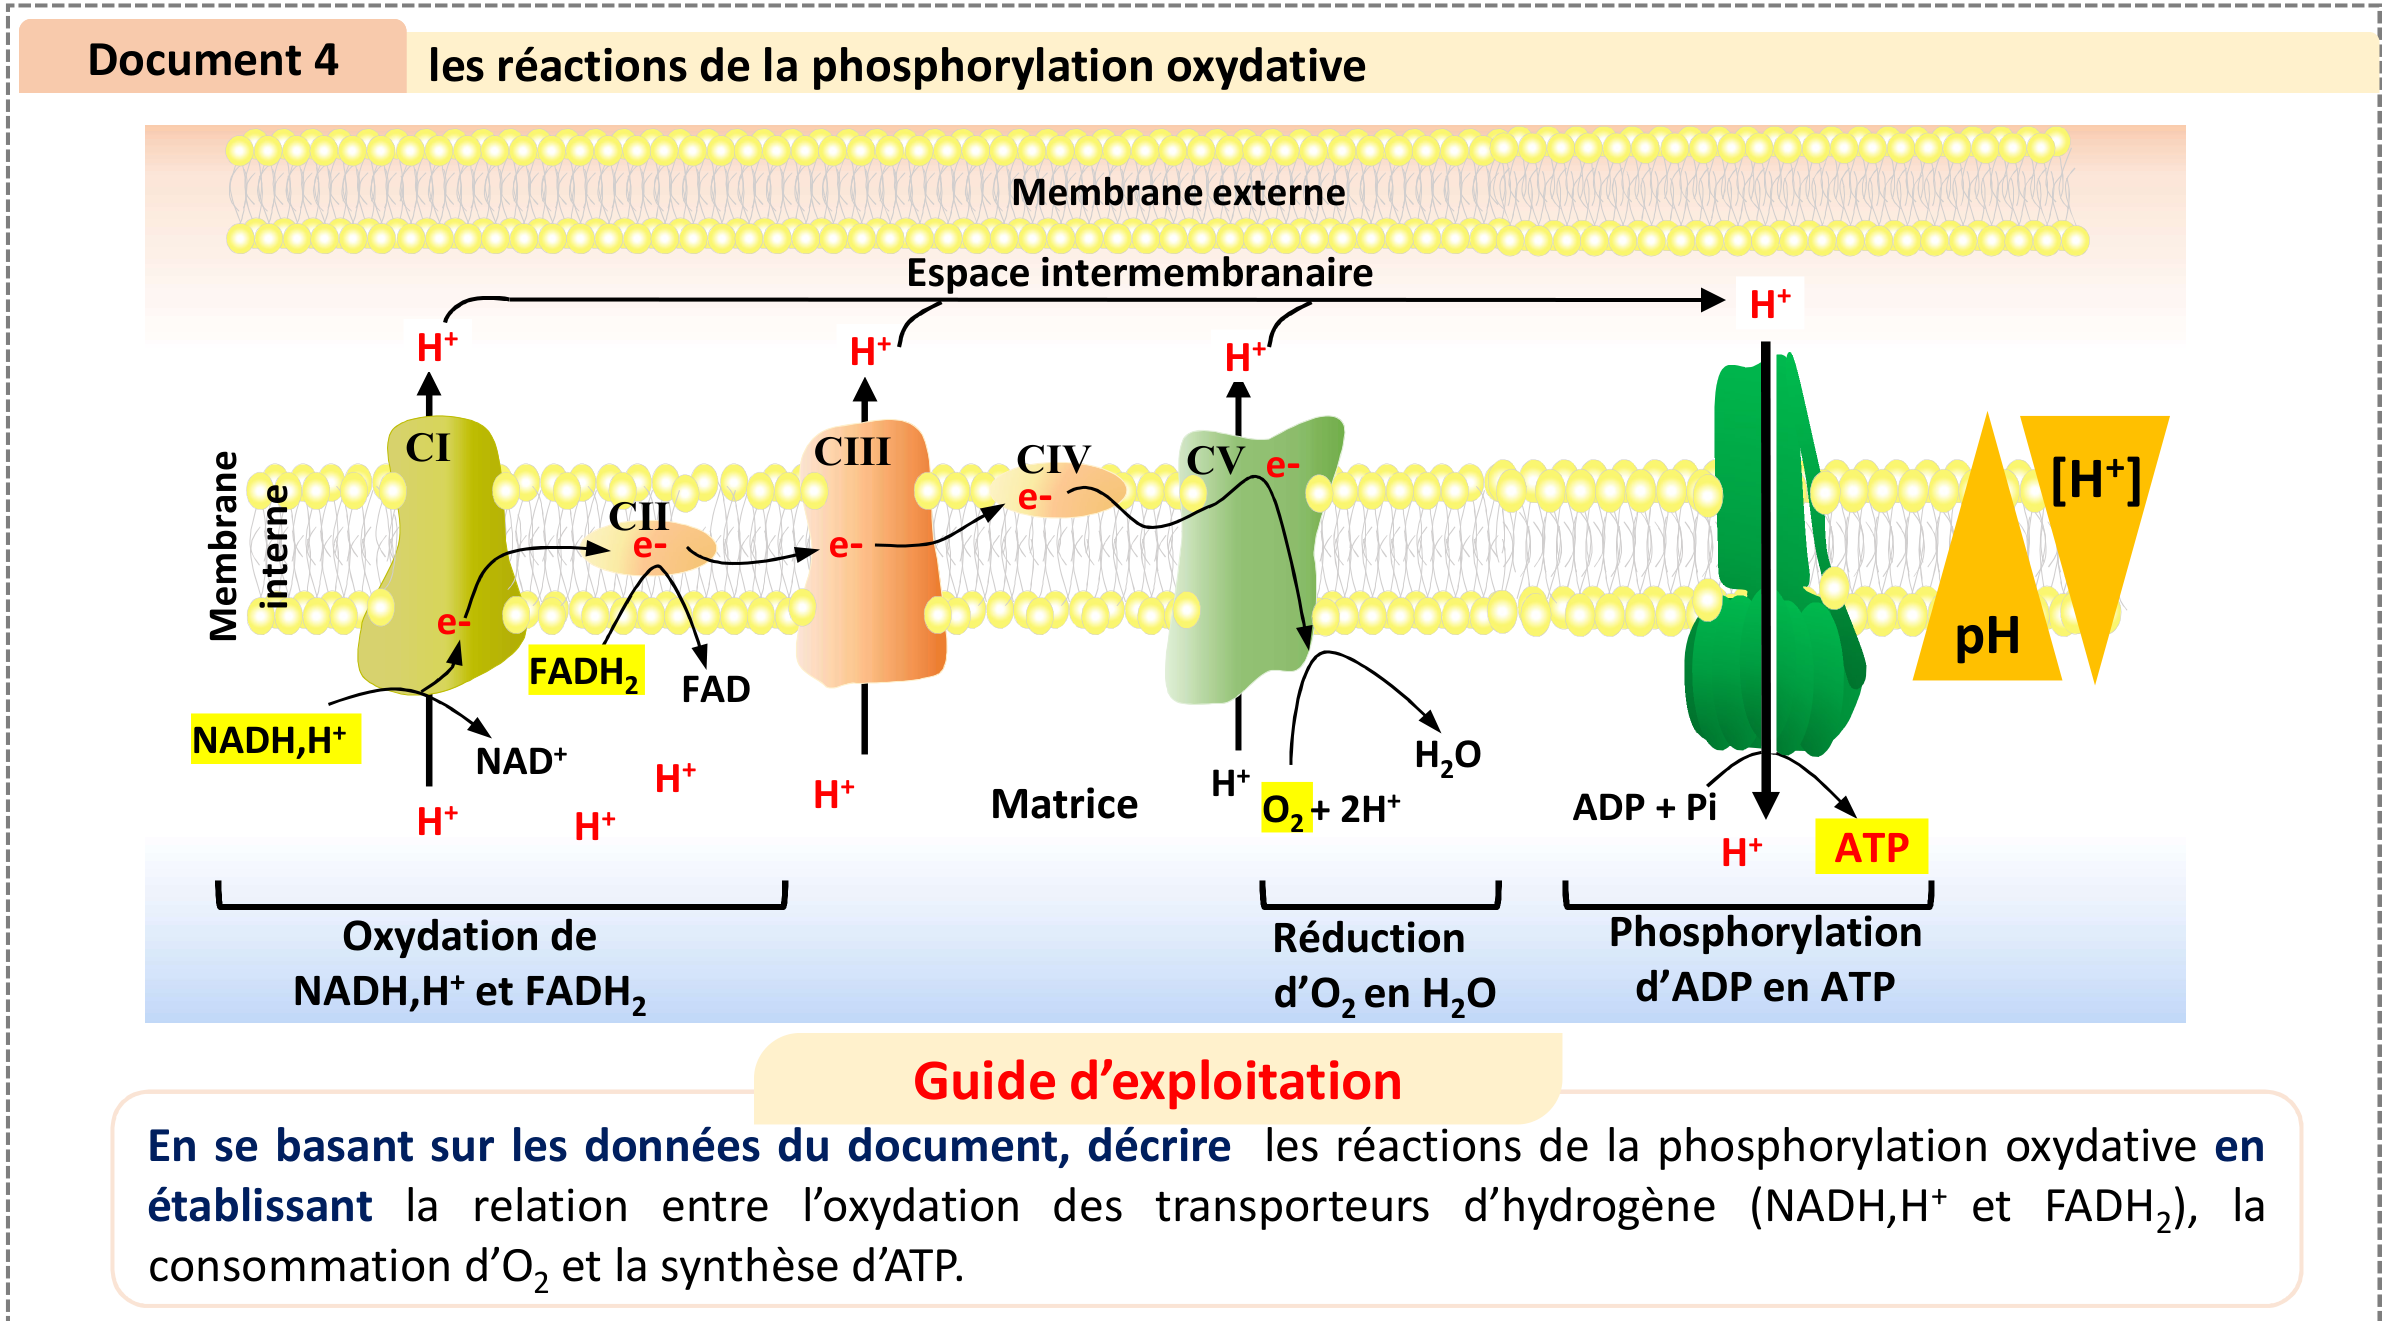 Document 4
les réactions de la phosphorylation oxydative
Membrane externe
Espace intermembranaire
H⁺
H⁺
H⁺
H⁺
CI
CIII
CIV
CV
e-
[H⁺]
e-
CII
e-
e-
Membrane
interne
e-
pH
FADH₂
FAD
NADH,H⁺
NAD⁺
H⁺
H⁺
H⁺
H⁺
Matrice
H⁺
H₂O
O₂ + 2H⁺
ADP + Pi
H⁺
ATP
Oxydation de
NADH,H⁺ et FADH₂
Réduction
d’O₂ en H₂O
Phosphorylation
d’ADP en ATP
Guide d’exploitation
En se basant sur les données du document, décrire les réactions de la phosphorylation oxydative en
établissant la relation entre l’oxydation des transporteurs d’hydrogène (NADH,H⁺ et FADH₂), la
consommation d’O₂ et la synthèse d’ATP.